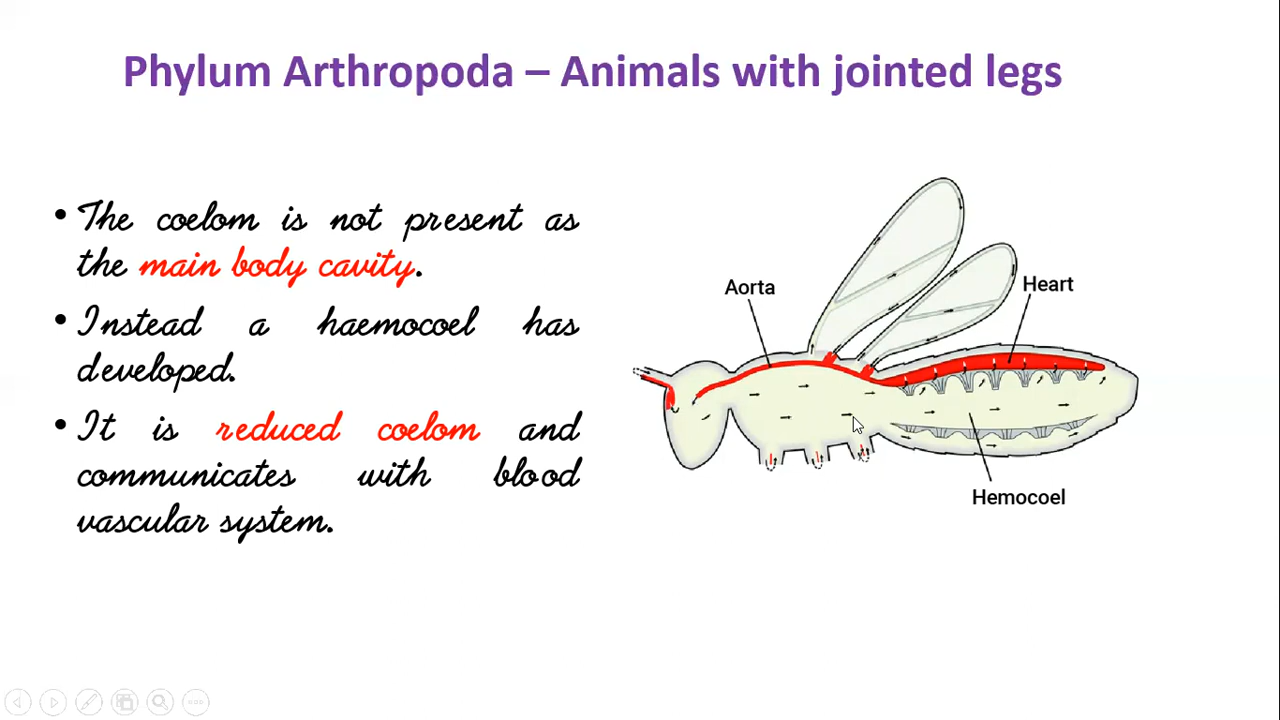 Phylum Arthropoda – Animals with jointed legs
• The coelom is not present as
the main body cavity.
• Instead a haemocoel has
developed.
• It is reduced coelom and
communicates with blood
vascular system.
Aorta
Heart
Hemocoel